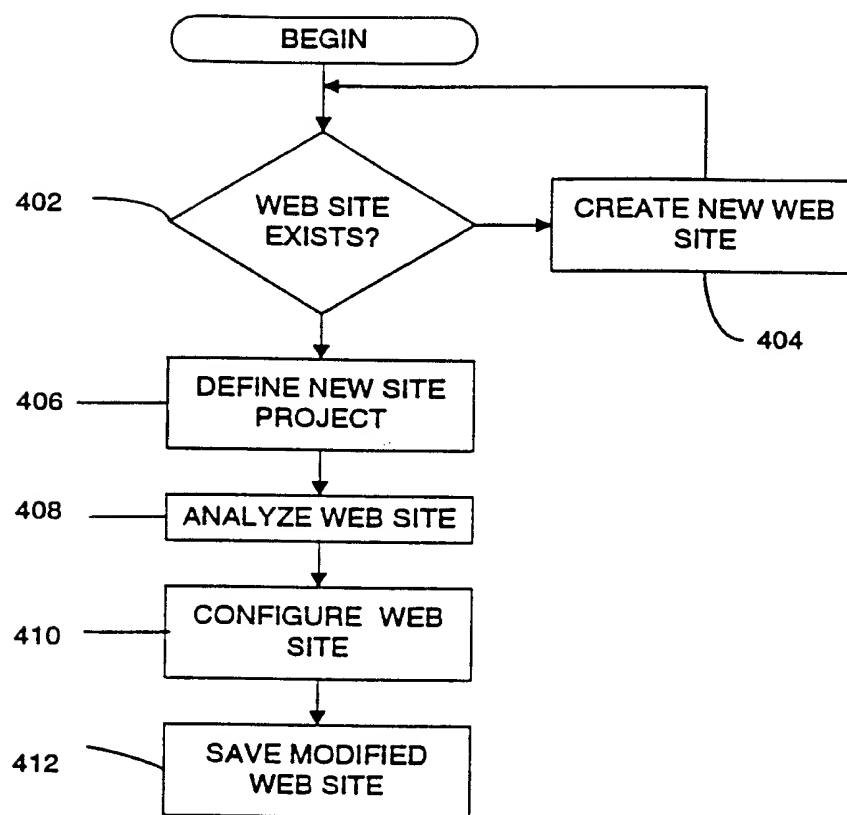 BEGIN
402
WEB SITE
EXISTS?
CREATE NEW WEB
SITE
404
406
DEFINE NEW SITE
PROJECT
408
ANALYZE WEB SITE
410
CONFIGURE WEB
SITE
412
SAVE MODIFIED
WEB SITE